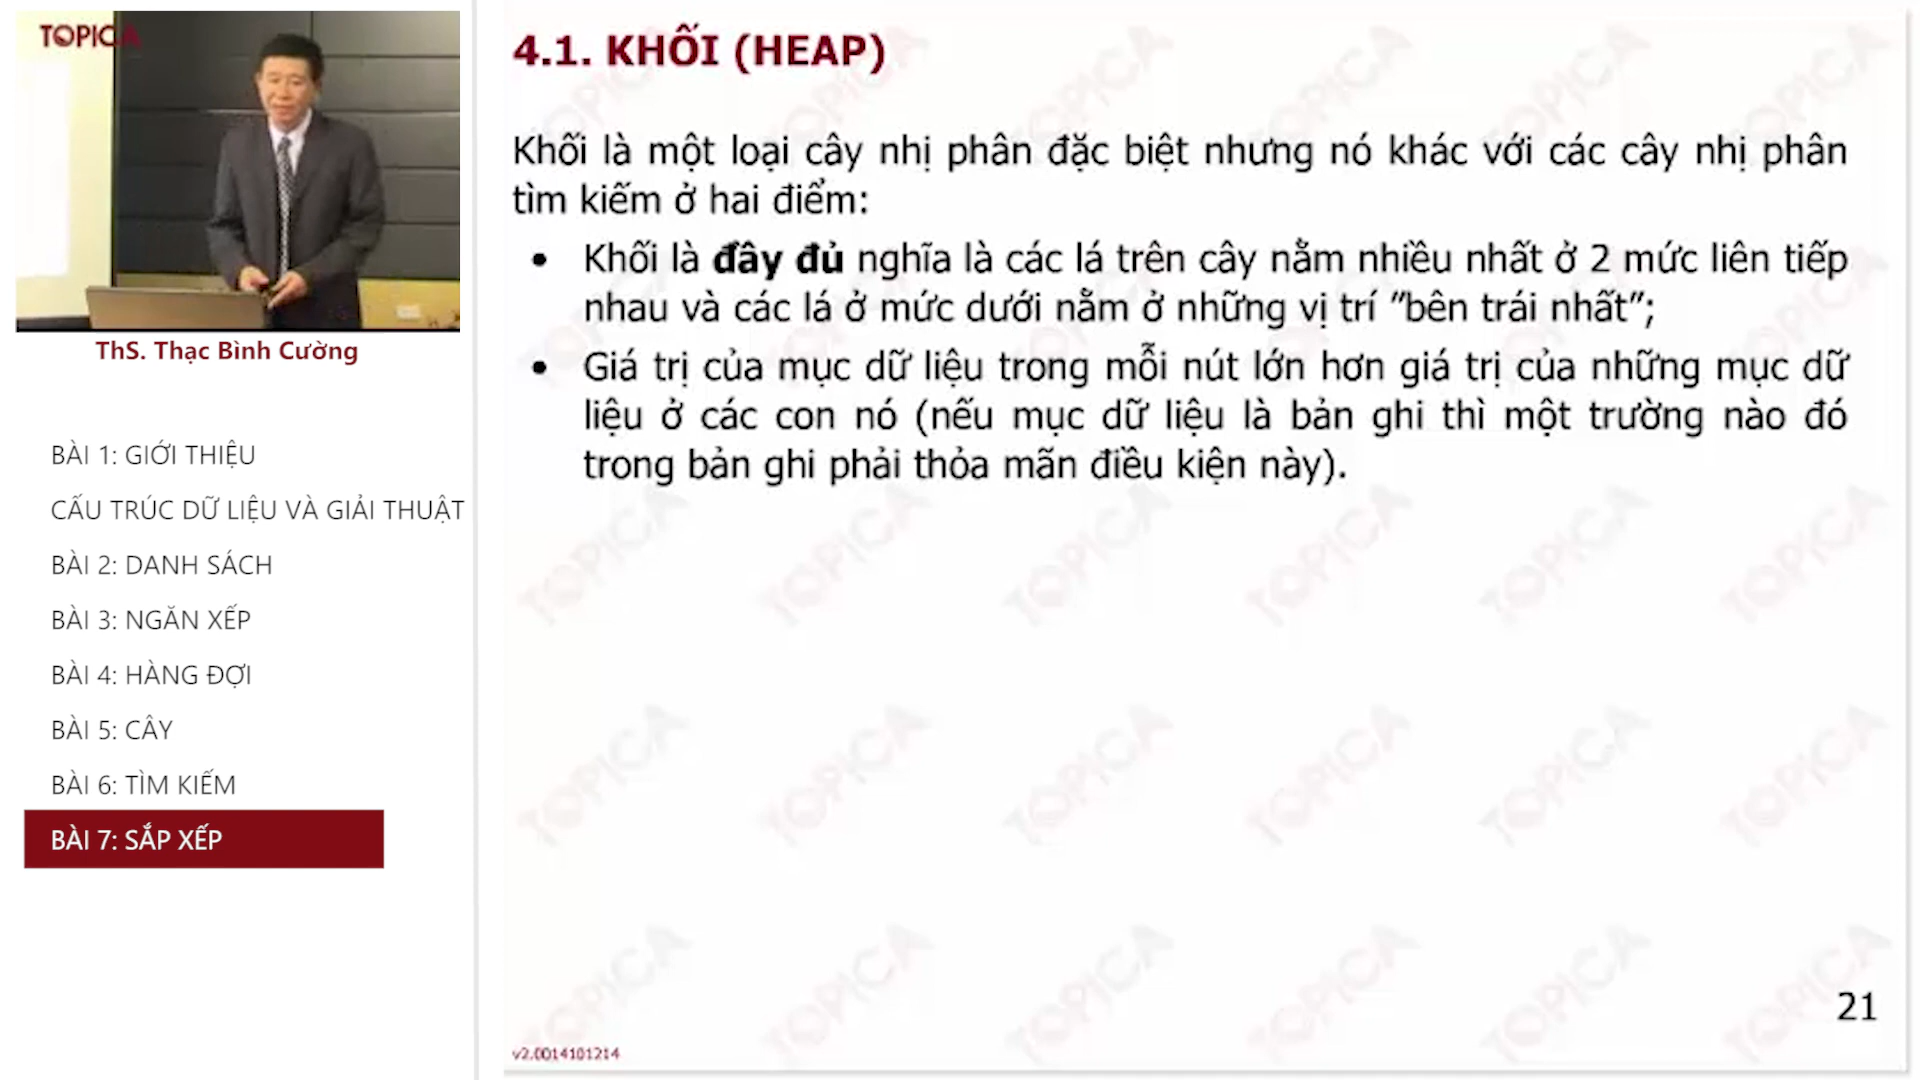 TOPICA
ThS. Thạc Bình Cường
BÀI 1: GIỚI THIỆU
CẤU TRÚC DỮ LIỆU VÀ GIẢI THUẬT
BÀI 2: DANH SÁCH
BÀI 3: NGĂN XẾP
BÀI 4: HÀNG ĐỢI
BÀI 5: CÂY
BÀI 6: TÌM KIẾM
BÀI 7: SẮP XẾP
4.1. KHỐI (HEAP)
Khối là một loại cây nhị phân đặc biệt nhưng nó khác với các cây nhị phân
tìm kiếm ở hai điểm:
• Khối là đầy đủ nghĩa là các lá trên cây nằm nhiều nhất ở 2 mức liên tiếp
nhau và các lá ở mức dưới nằm ở những vị trí "bên trái nhất";
• Giá trị của mục dữ liệu trong mỗi nút lớn hơn giá trị của những mục dữ
liệu ở các con nó (nếu mục dữ liệu là bản ghi thì một trường nào đó
trong bản ghi phải thỏa mãn điều kiện này).
21
v2.0014101214